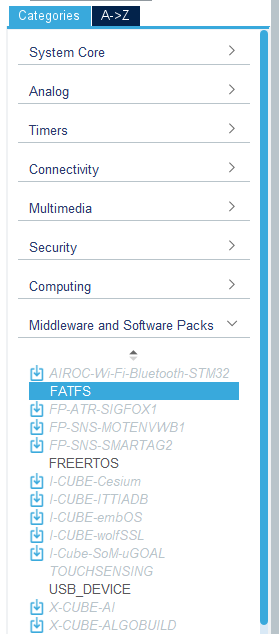 Categories A->Z
System Core
Analog
Timers
Connectivity
Multimedia
Security
Computing
Middleware and Software Packs
AIROC-Wi-Fi-Bluetooth-STM32
FATFS
FP-ATR-SIGFOX1
FP-SNS-MOTENVWB1
FP-SNS-SMARTAG2
FREERTOS
I-CUBE-Cesium
I-CUBE-ITTIADB
I-CUBE-embOS
I-CUBE-wolfSSL
I-Cube-SoM-uGOAL
TOUCHSENSING
USB_DEVICE
X-CUBE-AI
X-CUBE-ALGOBUILD